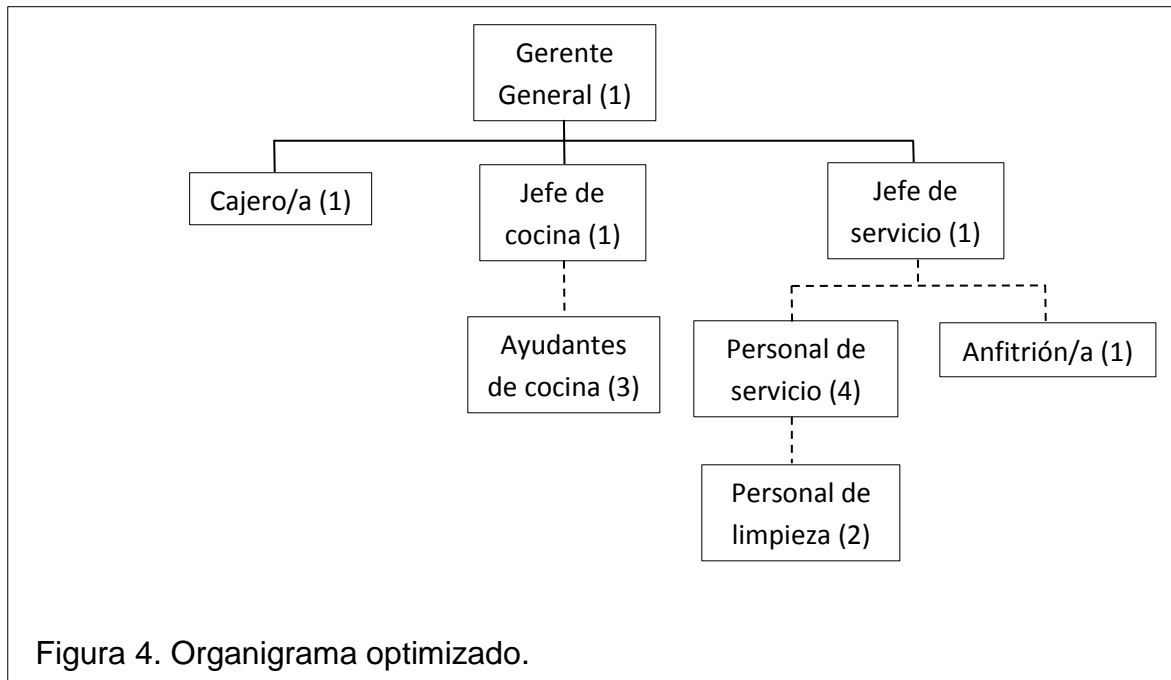 Gerente
General (1)
Cajero/a (1)
Jefe de
cocina (1)
Jefe de
servicio (1)
Ayudantes
de cocina (3)
Personal de
servicio (4)
Anfitrión/a (1)
Personal de
limpieza (2)
Figura 4. Organigrama optimizado.